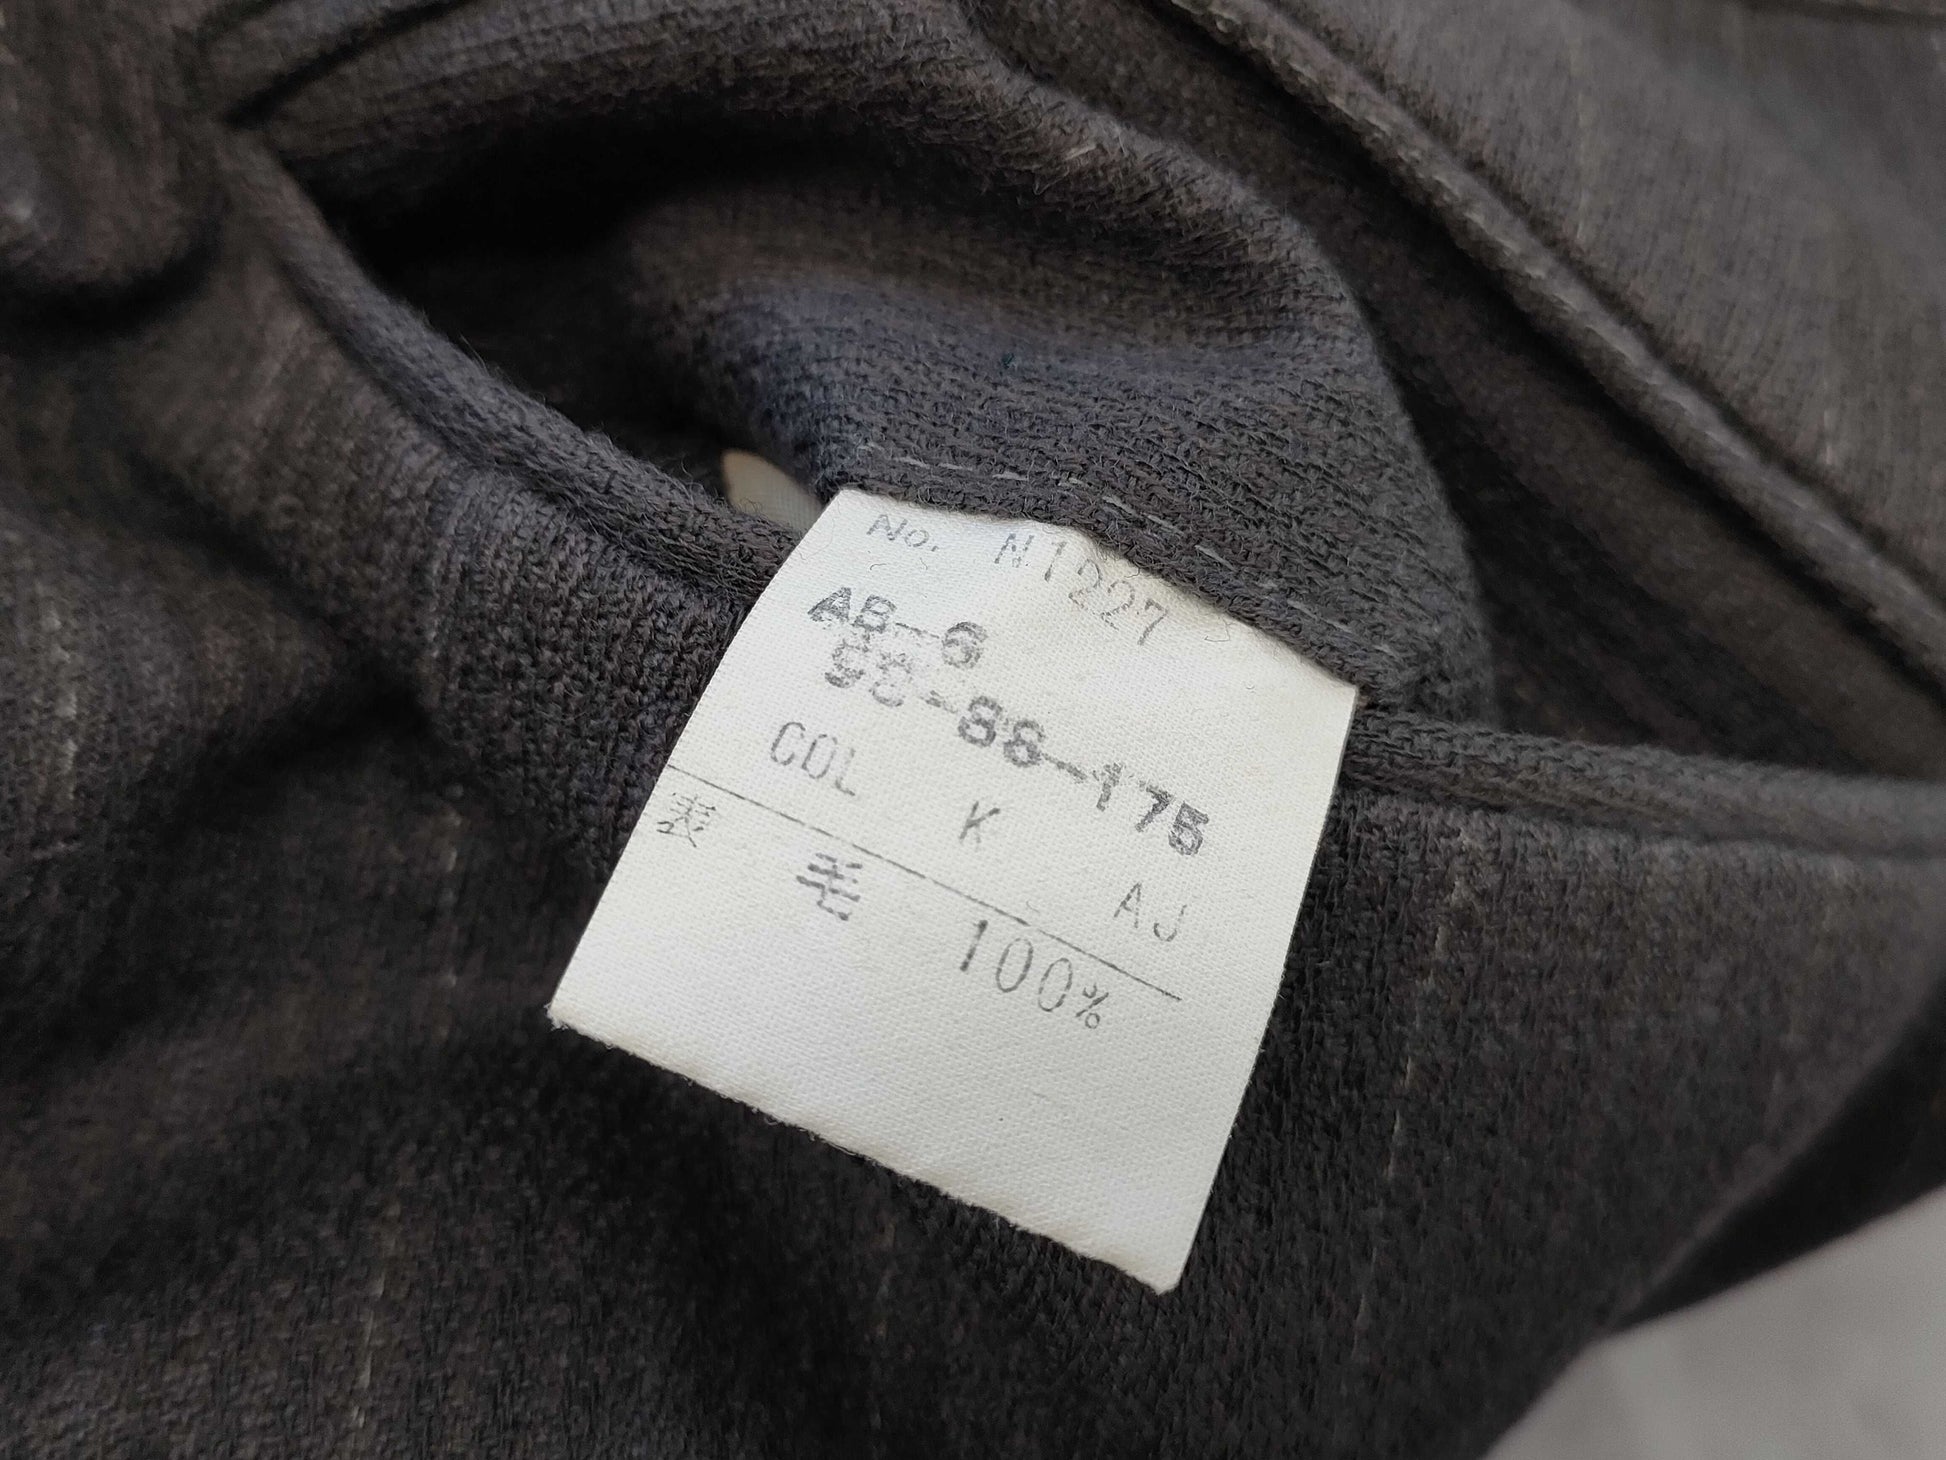 No. N1227
AB-6
98-88-175
COL K AJ
表 毛 100%